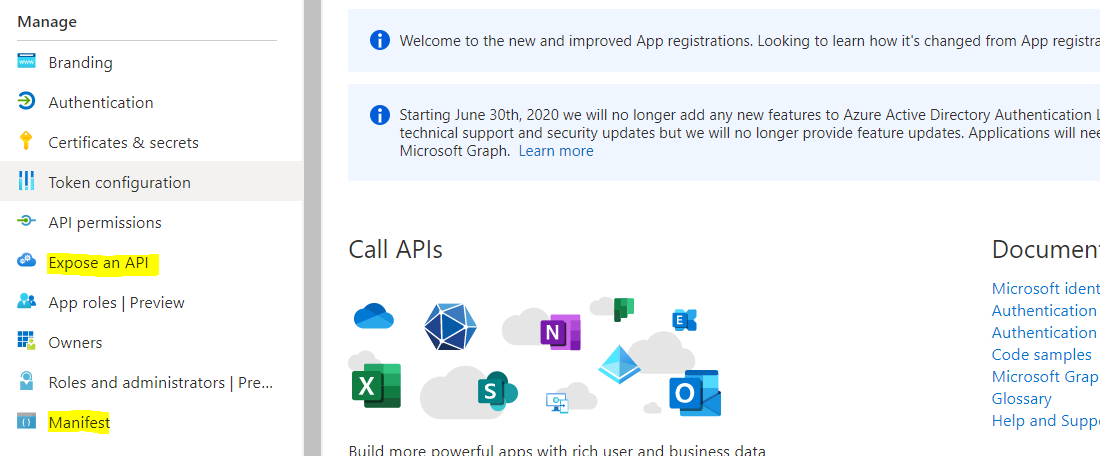 Manage
Branding
Authentication
Certificates & secrets
Token configuration
API permissions
Expose an API
App roles | Preview
Owners
Roles and administrators | Pre...
Manifest
Welcome to the new and improved App registrations. Looking to learn how it's changed from App registra
Starting June 30th, 2020 we will no longer add any new features to Azure Active Directory Authentication L
technical support and security updates but we will no longer provide feature updates. Applications will nee
Microsoft Graph. Learn more
Call APIs
N
E
X
S
O
Build more powerful apps with rich user and business data
Document
Microsoft ident
Authentication
Authentication
Code samples
Microsoft Grap
Glossary
Help and Suppo